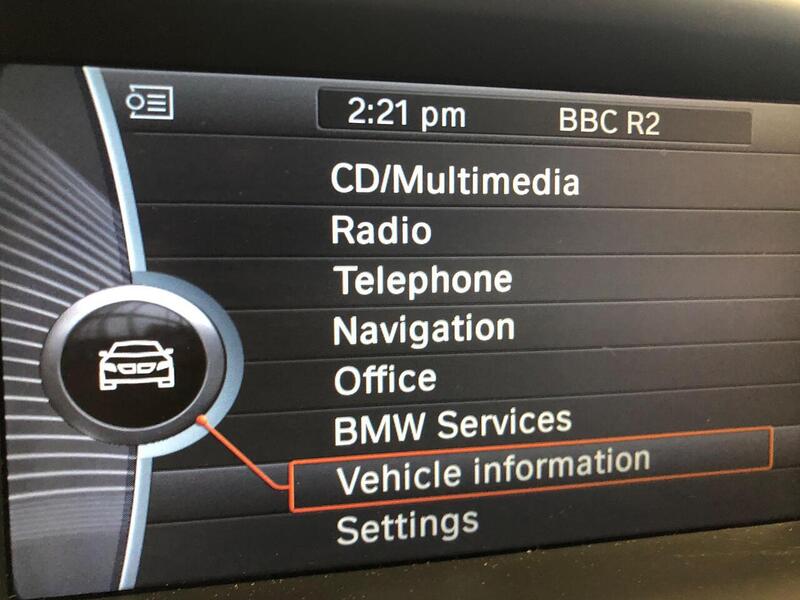 2:21 pm BBC R2
CD/Multimedia
Radio
Telephone
Navigation
Office
BMW Services
Vehicle information
Settings